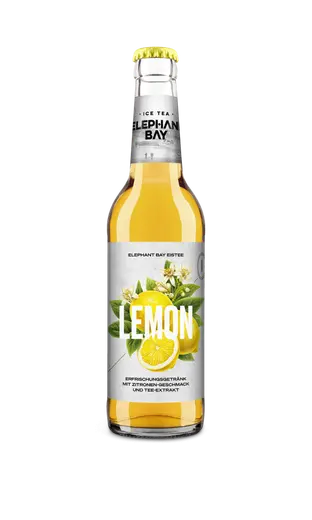 · ICE TEA ·
ELEPHANT
BAY
ELEPHANT BAY EISTEE
LEMON
ERFRISCHUNGSGETRÄNK
MIT ZITRONEN-GESCHMACK
UND TEE-EXTRAKT